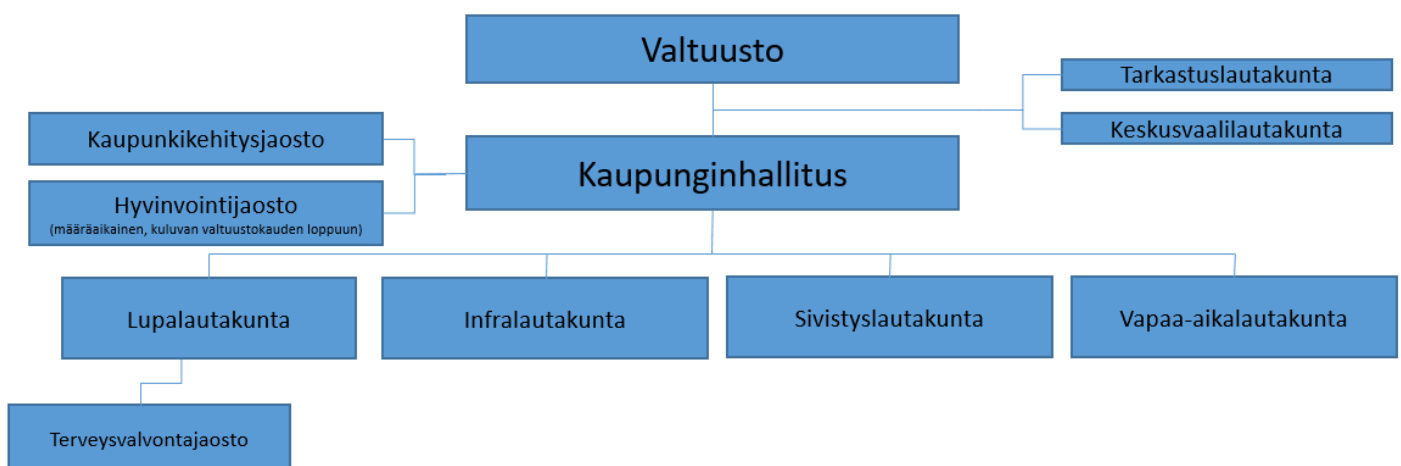 Valtuusto
Tarkastuslautakunta
Keskusvaalilautakunta
Kaupunkikehitysjaosto
Kaupunginhallitus
Hyvinvointijaosto
(määräaikainen, kuluvan valtuustokauden loppuun)
Lupalautakunta
Infralautakunta
Sivistyslautakunta
Vapaa-aikalautakunta
Terveysvalvontajaosto